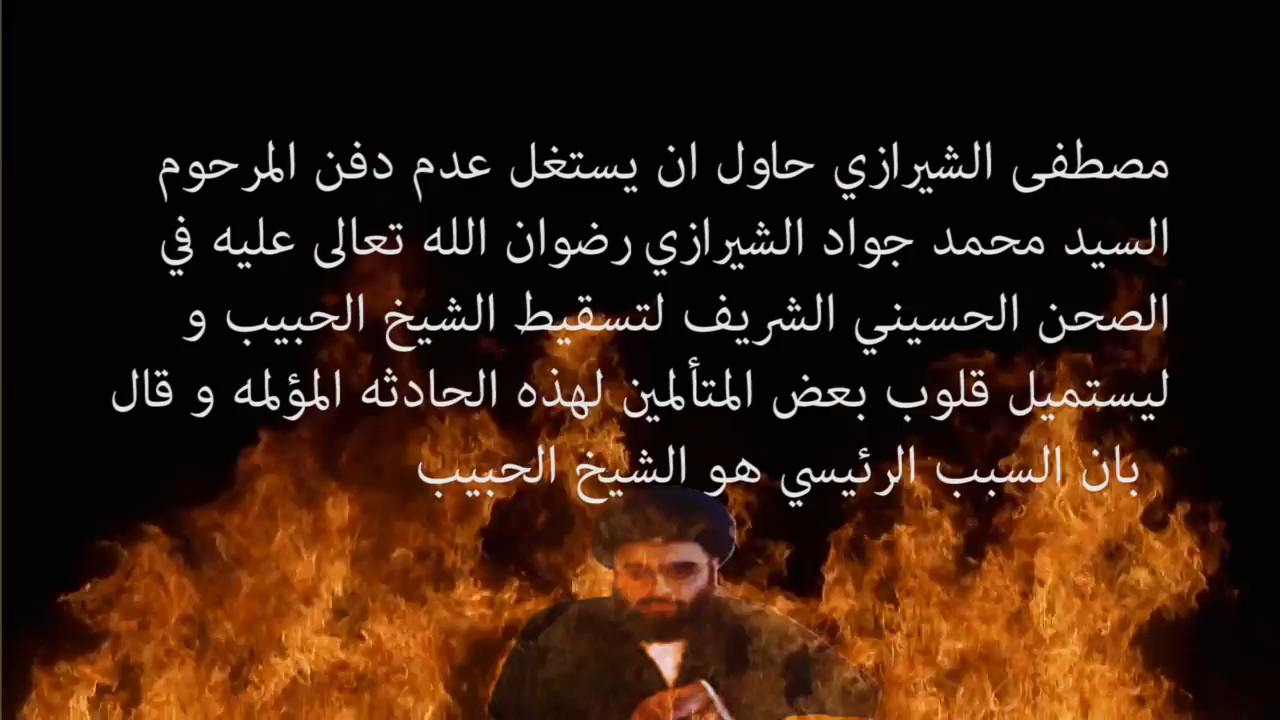 مصطفى الشيرازي حاول ان يستغل عدم دفن المرحوم
السيد محمد جواد الشيرازي رضوان الله تعالى عليه في
الصحن الحسيني الشريف لتسقيط الشيخ الحبيب و
ليستميل قلوب بعض المتألمين لهذه الحادثه المؤلمه و قال
بان السبب الرئيسي هو الشيخ الحبيب